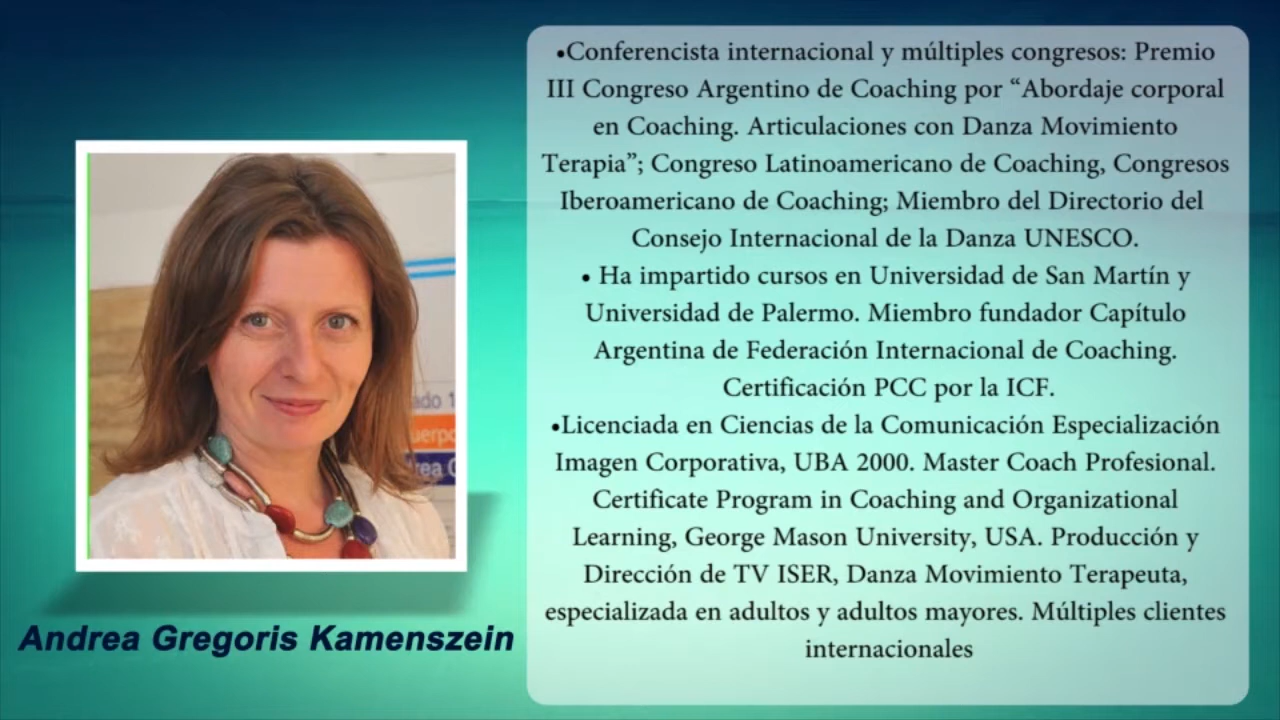 •Conferencista internacional y múltiples congresos: Premio
III Congreso Argentino de Coaching por “Abordaje corporal
en Coaching. Articulaciones con Danza Movimiento
Terapia”; Congreso Latinoamericano de Coaching, Congresos
Iberoamericano de Coaching; Miembro del Directorio del
Consejo Internacional de la Danza UNESCO.
• Ha impartido cursos en Universidad de San Martín y
Universidad de Palermo. Miembro fundador Capítulo
Argentina de Federación Internacional de Coaching.
Certificación PCC por la ICF.
•Licenciada en Ciencias de la Comunicación Especialización
Imagen Corporativa, UBA 2000. Master Coach Profesional.
Certificate Program in Coaching and Organizational
Learning, George Mason University, USA. Producción y
Dirección de TV ISER, Danza Movimiento Terapeuta,
especializada en adultos y adultos mayores. Múltiples clientes
internacionales
Andrea Gregoris Kamenszein